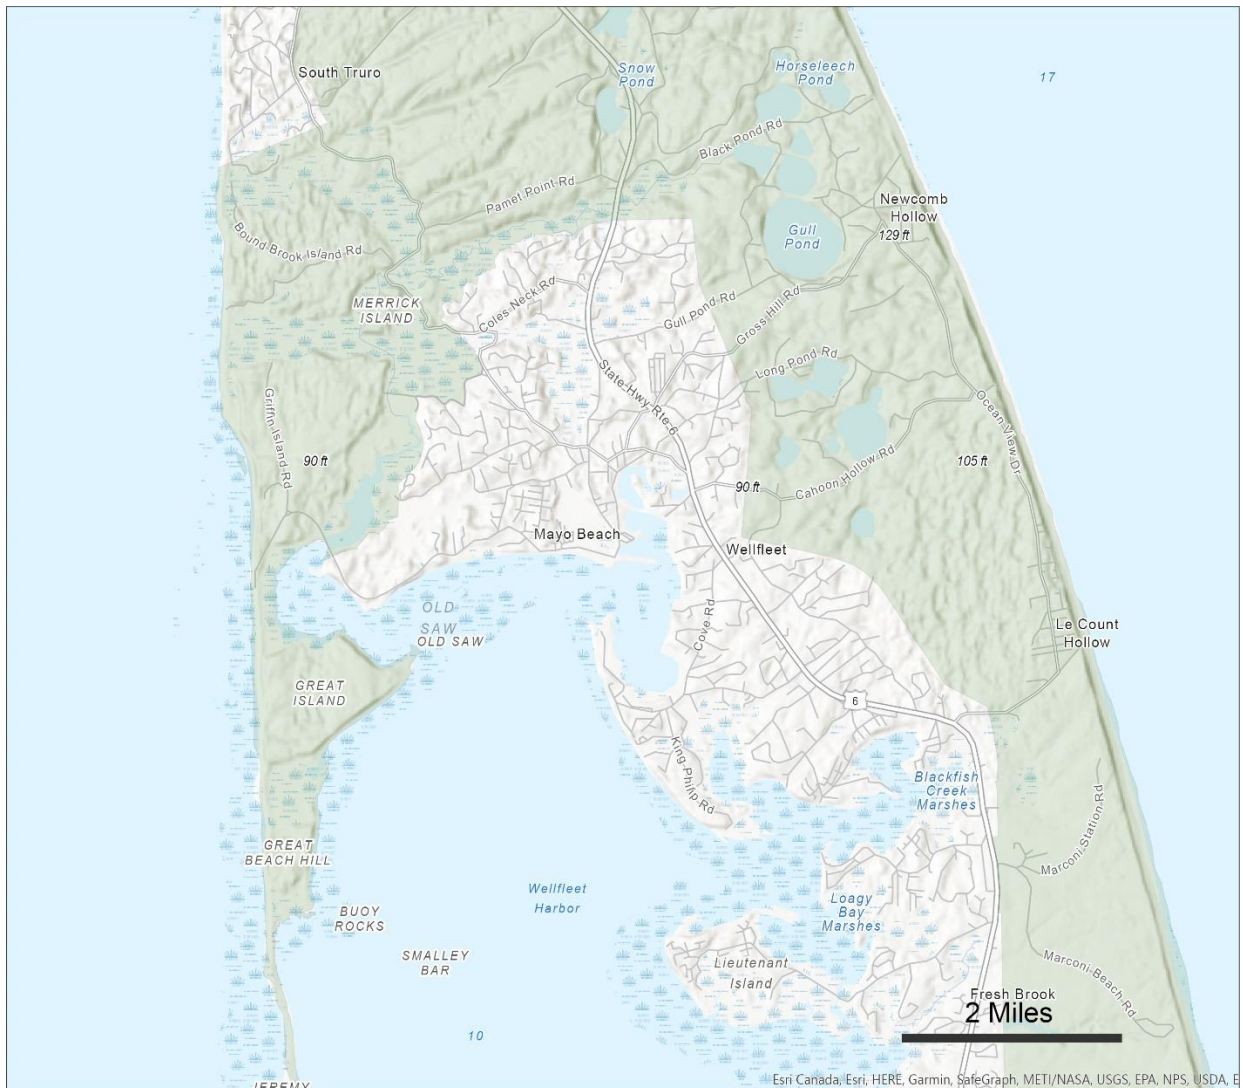 South Truro
Snow
Pond
Horseleech
Pond
17
Black Pond Rd
Pamet Point Rd
Newcomb
Hollow
129 ft
Gull
Pond
Bound Brook Island Rd
MERRICK
ISLAND
Coles Neck Rd
Gull Pond Rd
Gross Hill Rd
Long Pond Rd
State Hwy Rte 6
Griffin Island Rd
Ocean View Dr
90 ft
105 ft
Cahoon Hollow Rd
90 ft
Mayo Beach
Wellfleet
OLD
SAW
OLD SAW
Cove Rd
Le Count
Hollow
GREAT
ISLAND
6
King Philip Rd
Blackfish
Creek
Marshes
Marconi Station Rd
GREAT
BEACH HILL
Wellfleet
Harbor
Loagy
Bay
Marshes
BUOY
ROCKS
SMALLEY
BAR
Lieutenant
Island
Marconi Beach Rd
Fresh Brook
2 Miles
10
JEREMY
Esri Canada, Esri, HERE, Garmin, SafeGraph, METI/NASA, USGS, EPA, NPS, USDA, E